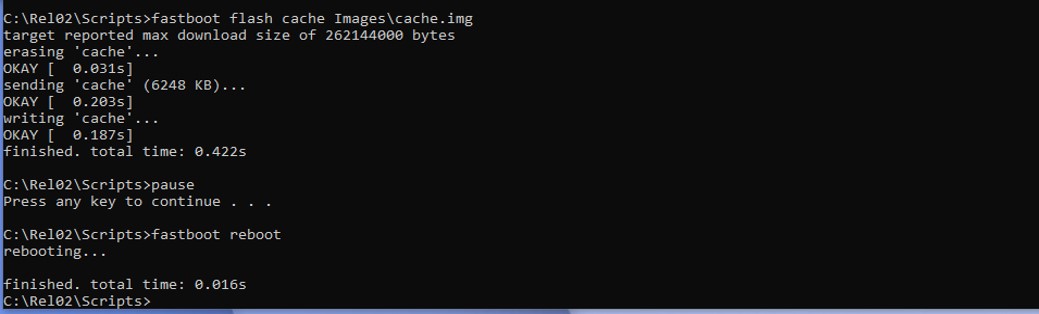 C:\Rel02\Scripts>fastboot flash cache Images\cache.img
target reported max download size of 262144000 bytes
erasing 'cache'...
OKAY [  0.031s]
sending 'cache' (6248 KB)...
OKAY [  0.203s]
writing 'cache'...
OKAY [  0.187s]
finished. total time: 0.422s
C:\Rel02\Scripts>pause
Press any key to continue . . .
C:\Rel02\Scripts>fastboot reboot
rebooting...
finished. total time: 0.016s
C:\Rel02\Scripts>